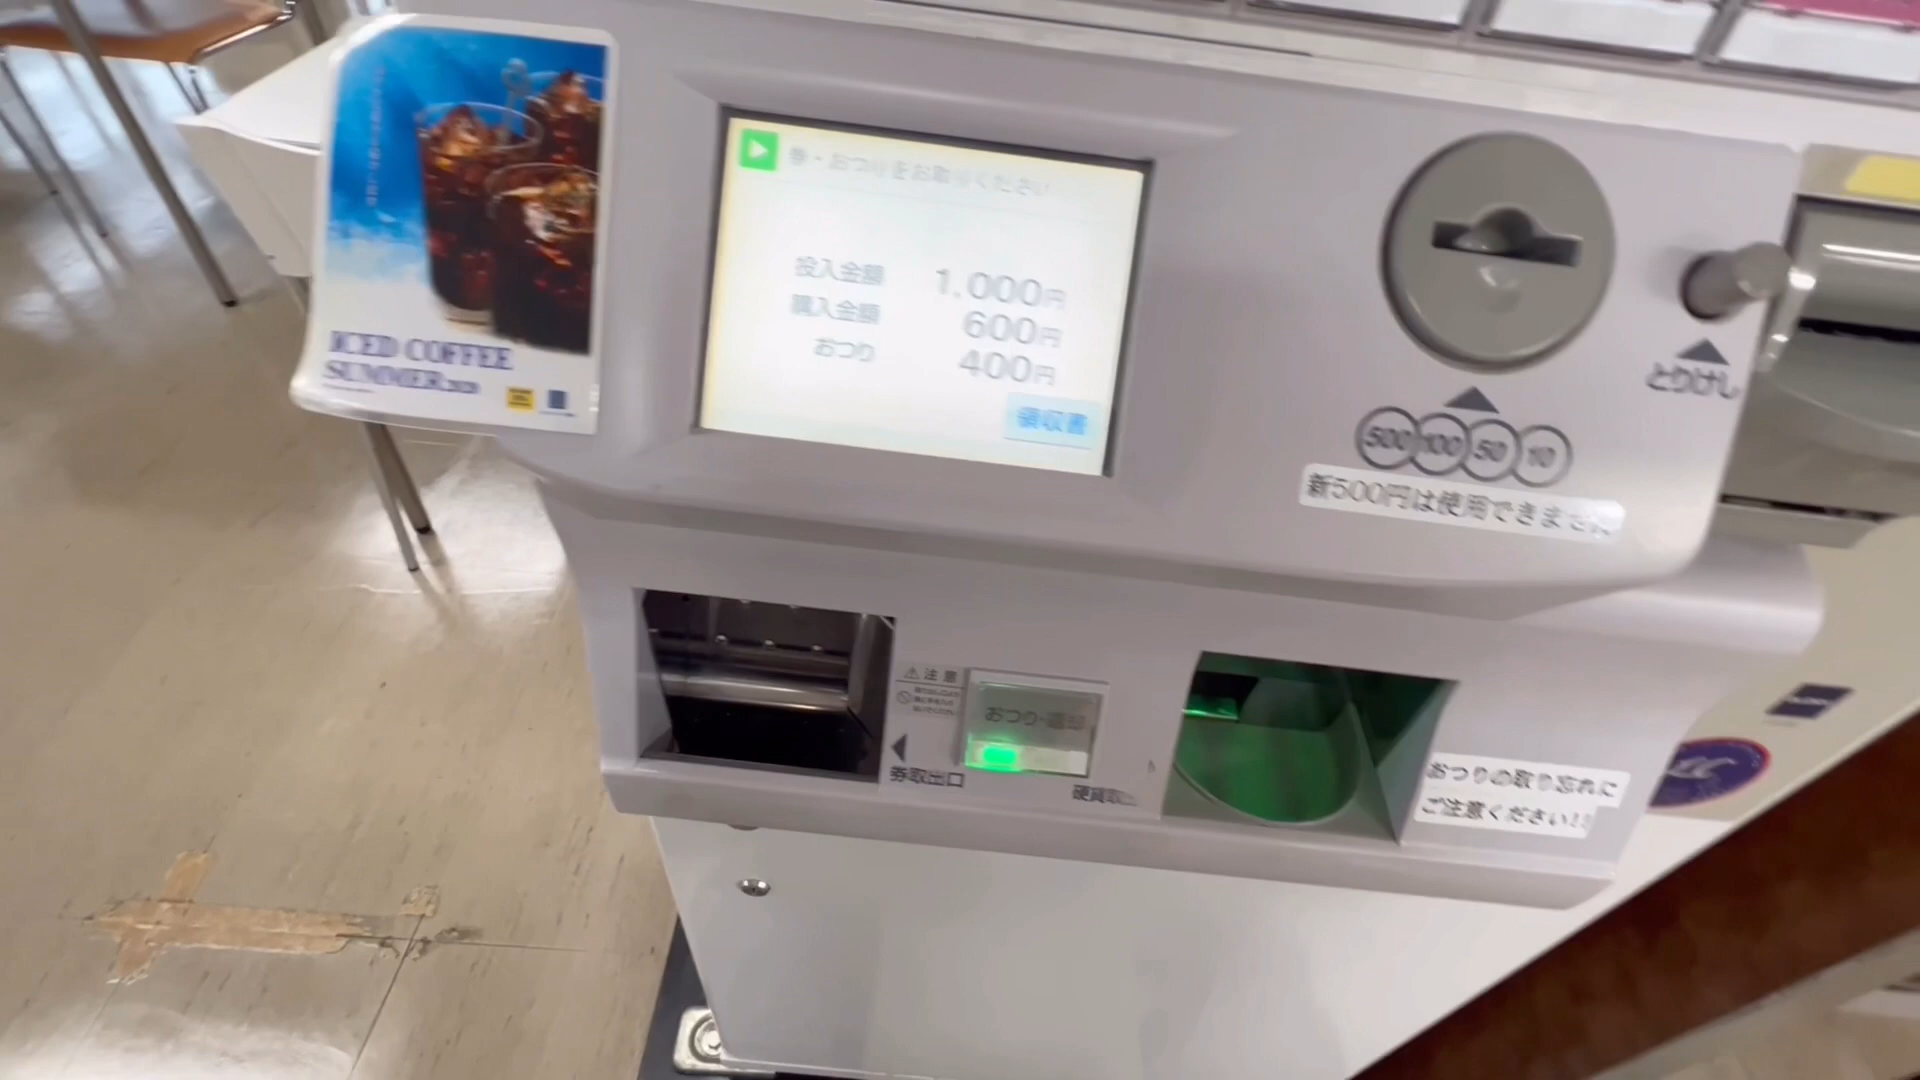 ICED COFFEE
SUMMER
券・おつりをお取りください
投入金額 1,000円
購入金額 600円
おつり 400円
領収書
とりけし
500 100 50 10
新500円は使用できません
注意
おつり・返却
券取出口
硬貨取出
おつりの取り忘れに
ご注意ください!!